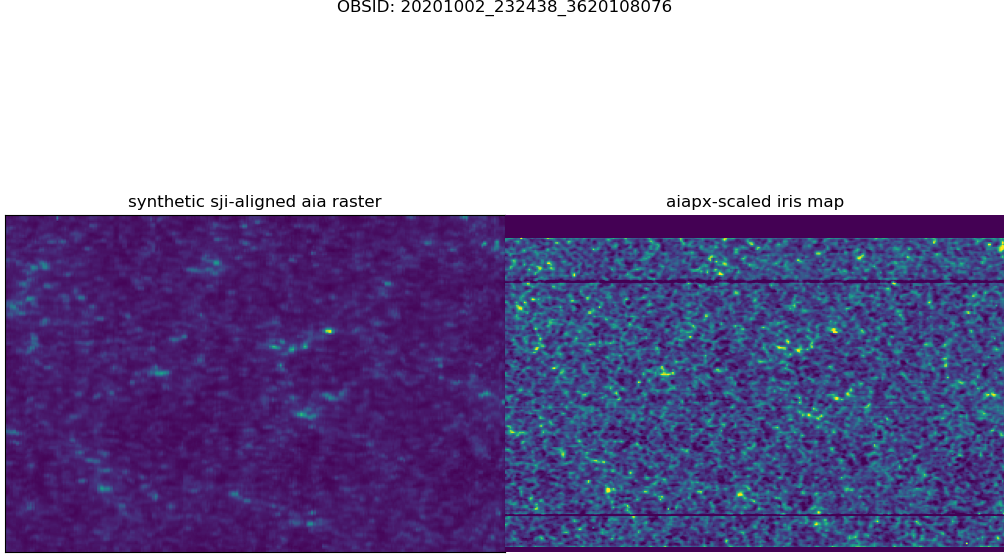 OBSID: 20201002_232438_3620108076
synthetic sji-aligned aia raster
aiapx-scaled iris map